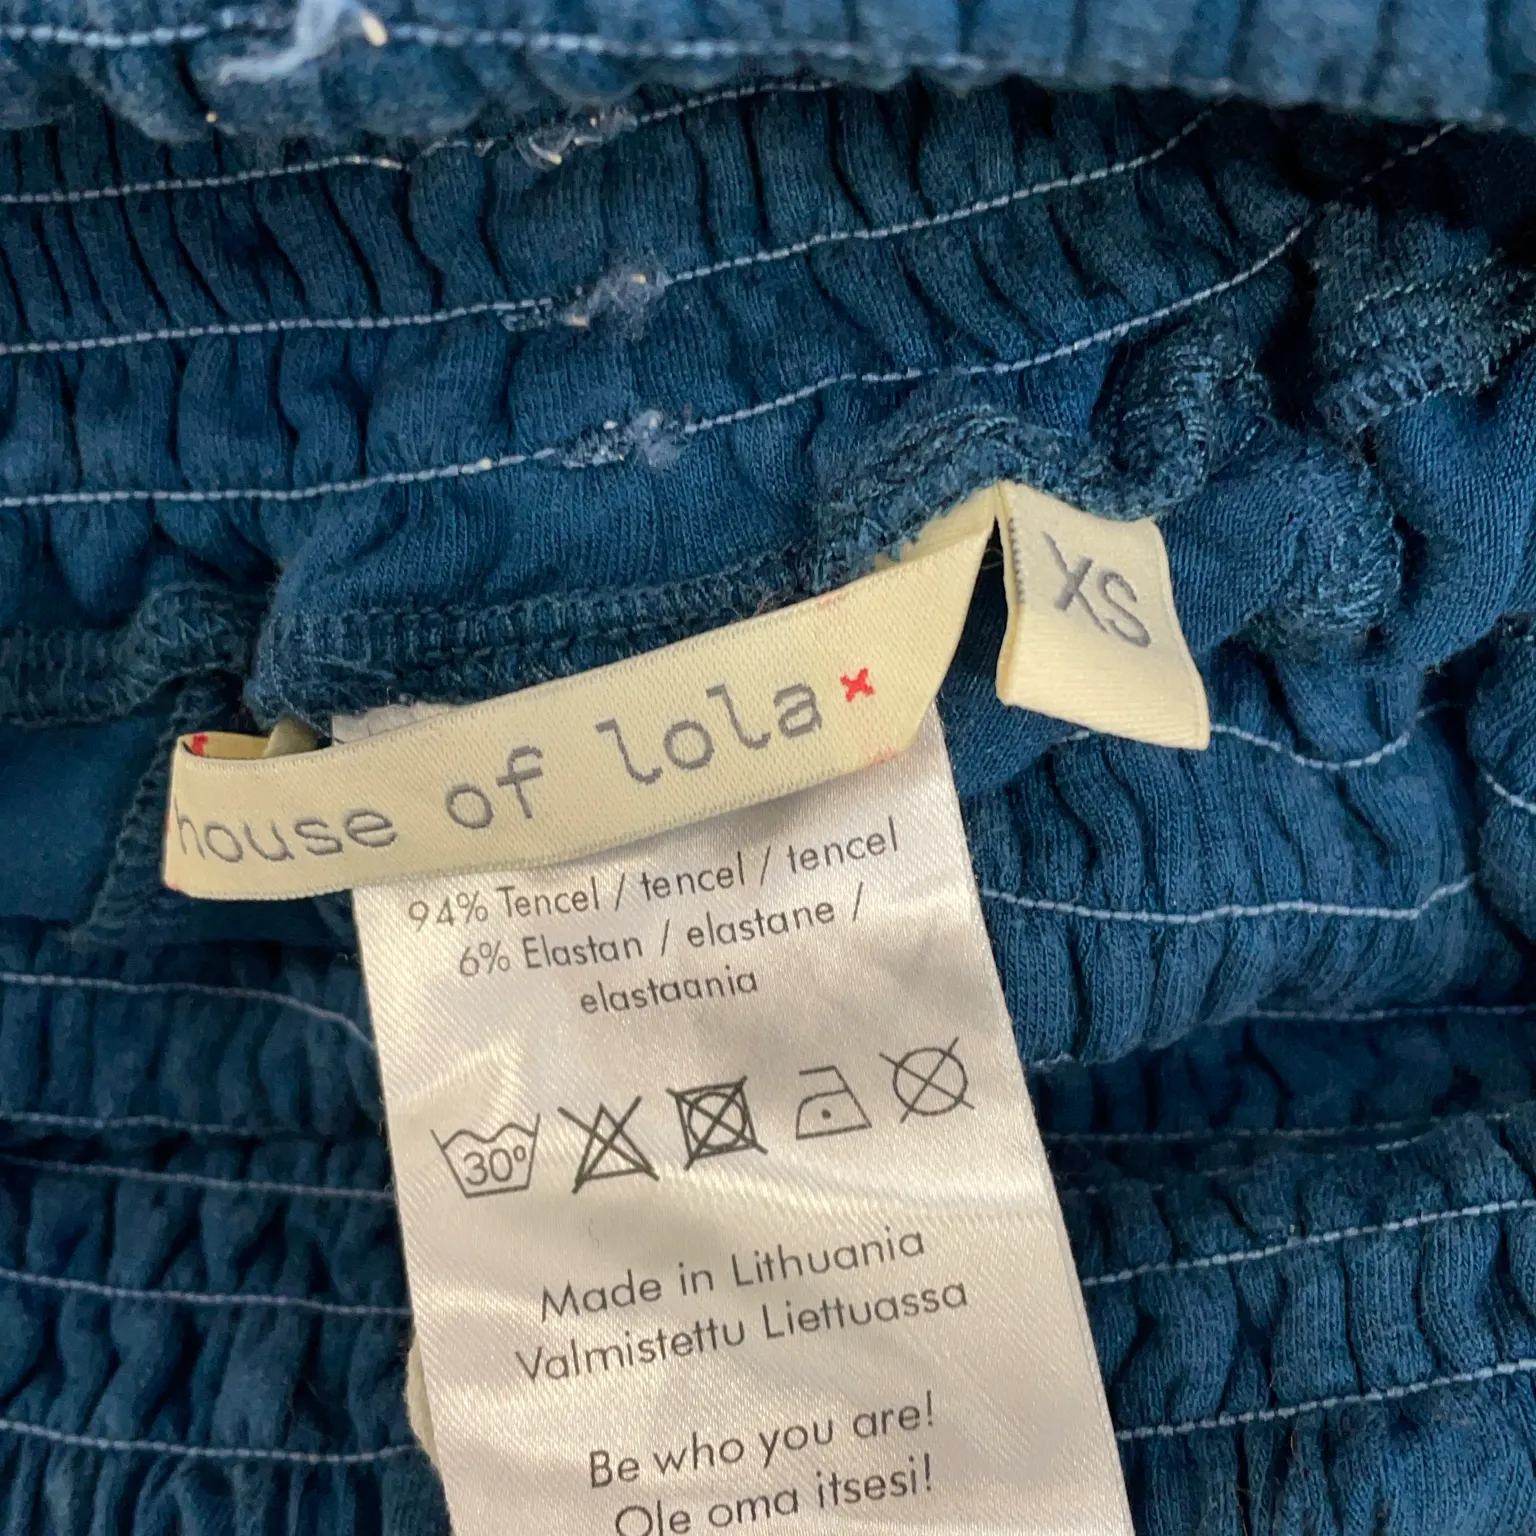 XS
house of lola
94% Tencel / tencel / tencel
6% Elastan / elastane /
elastaania
30°
Made in Lithuania
Valmistettu Liettuassa
Be who you are!
Ole oma itsesi!